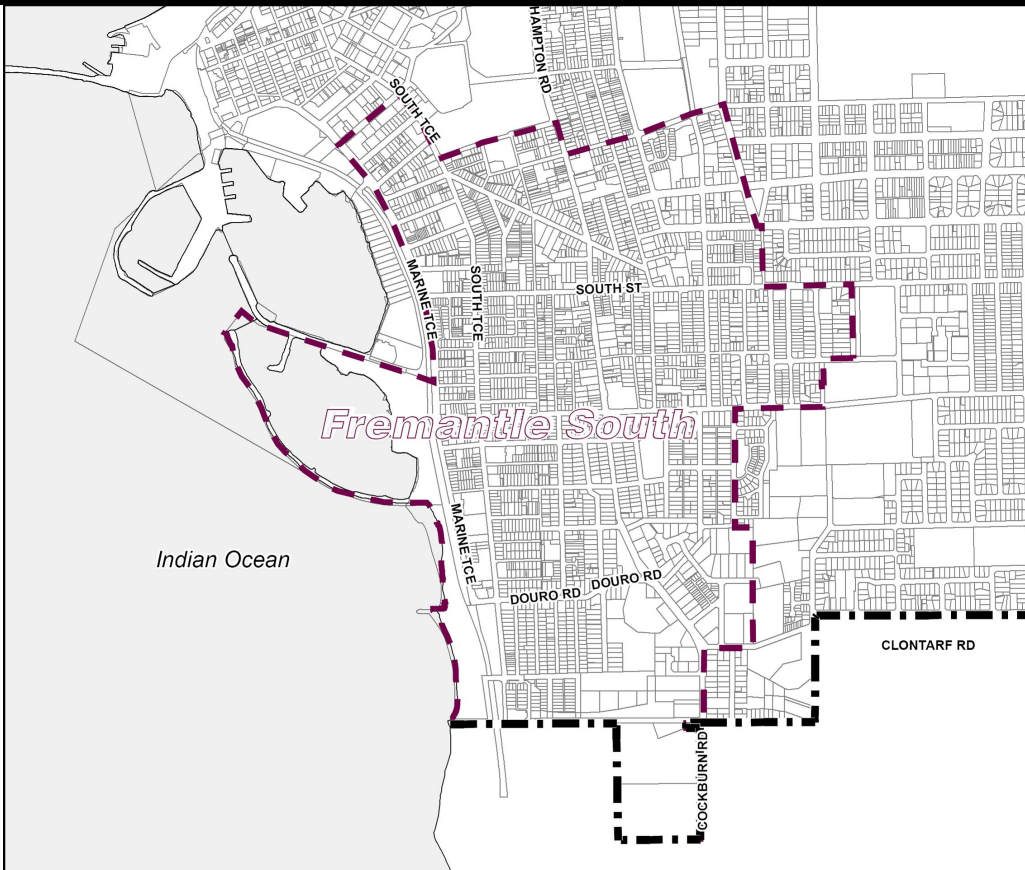 HAMPTON RD
SOUTH TCE
MARINE TCE
SOUTH TCE
SOUTH ST
Fremantle South
MARINE TCE
Indian Ocean
DOURO RD
DOURO RD
CLONTARF RD
COCKBURN RD